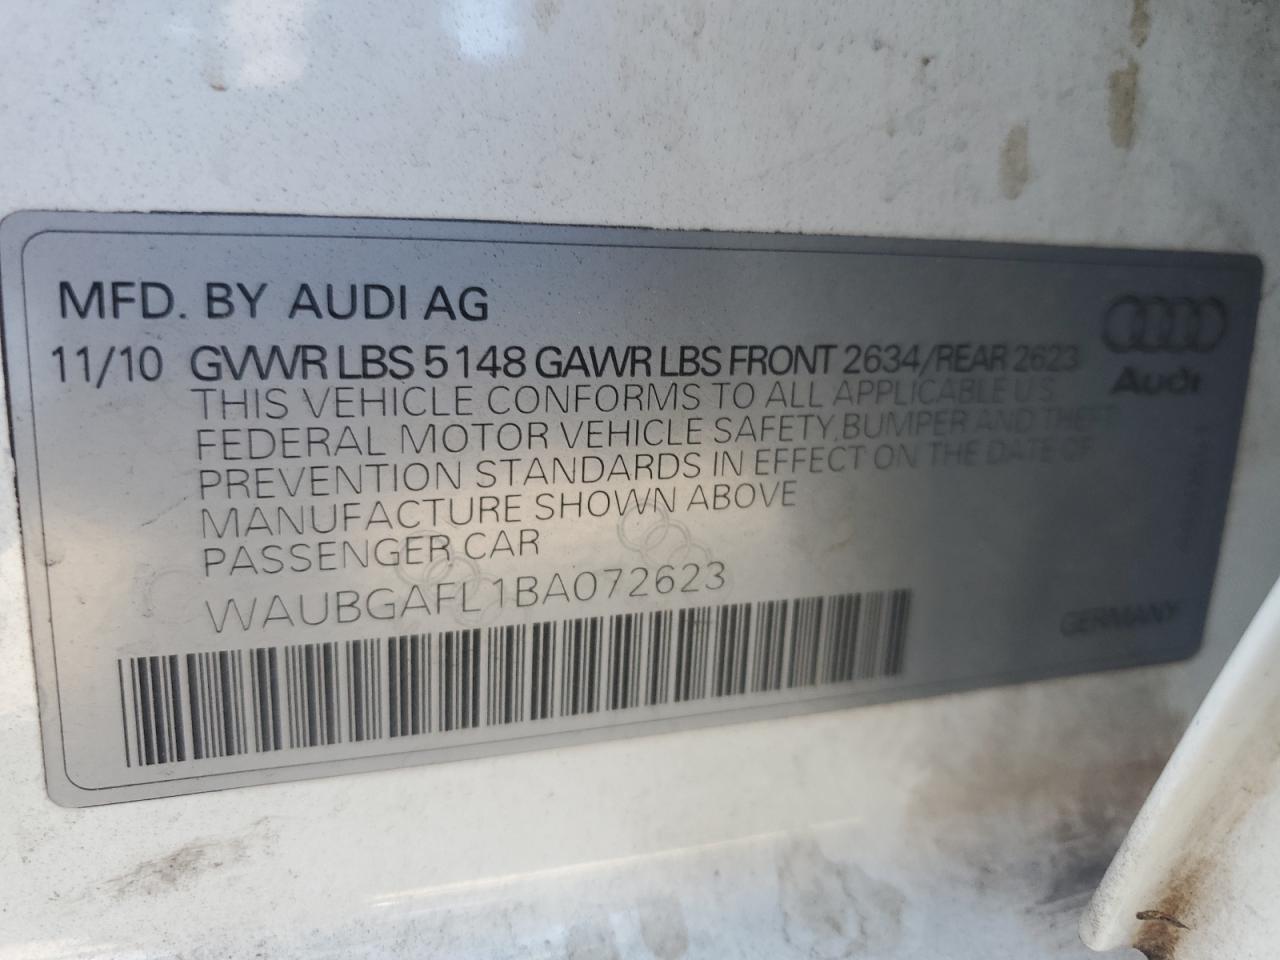 MFD. BY AUDI AG
11/10 GVWR LBS 5148 GAWR LBS FRONT 2634/REAR 2623
THIS VEHICLE CONFORMS TO ALL APPLICABLE U.S.
FEDERAL MOTOR VEHICLE SAFETY, BUMPER AND THEFT
PREVENTION STANDARDS IN EFFECT ON THE DATE OF
MANUFACTURE SHOWN ABOVE
PASSENGER CAR
WAUBGAFL1BA072623
Audi
GERMANY